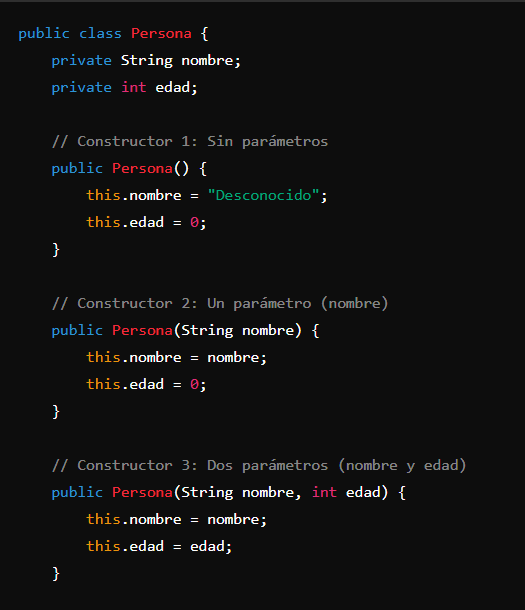 public class Persona {
    private String nombre;
    private int edad;

    // Constructor 1: Sin parámetros
    public Persona() {
        this.nombre = "Desconocido";
        this.edad = 0;
    }

    // Constructor 2: Un parámetro (nombre)
    public Persona(String nombre) {
        this.nombre = nombre;
        this.edad = 0;
    }

    // Constructor 3: Dos parámetros (nombre y edad)
    public Persona(String nombre, int edad) {
        this.nombre = nombre;
        this.edad = edad;
    }